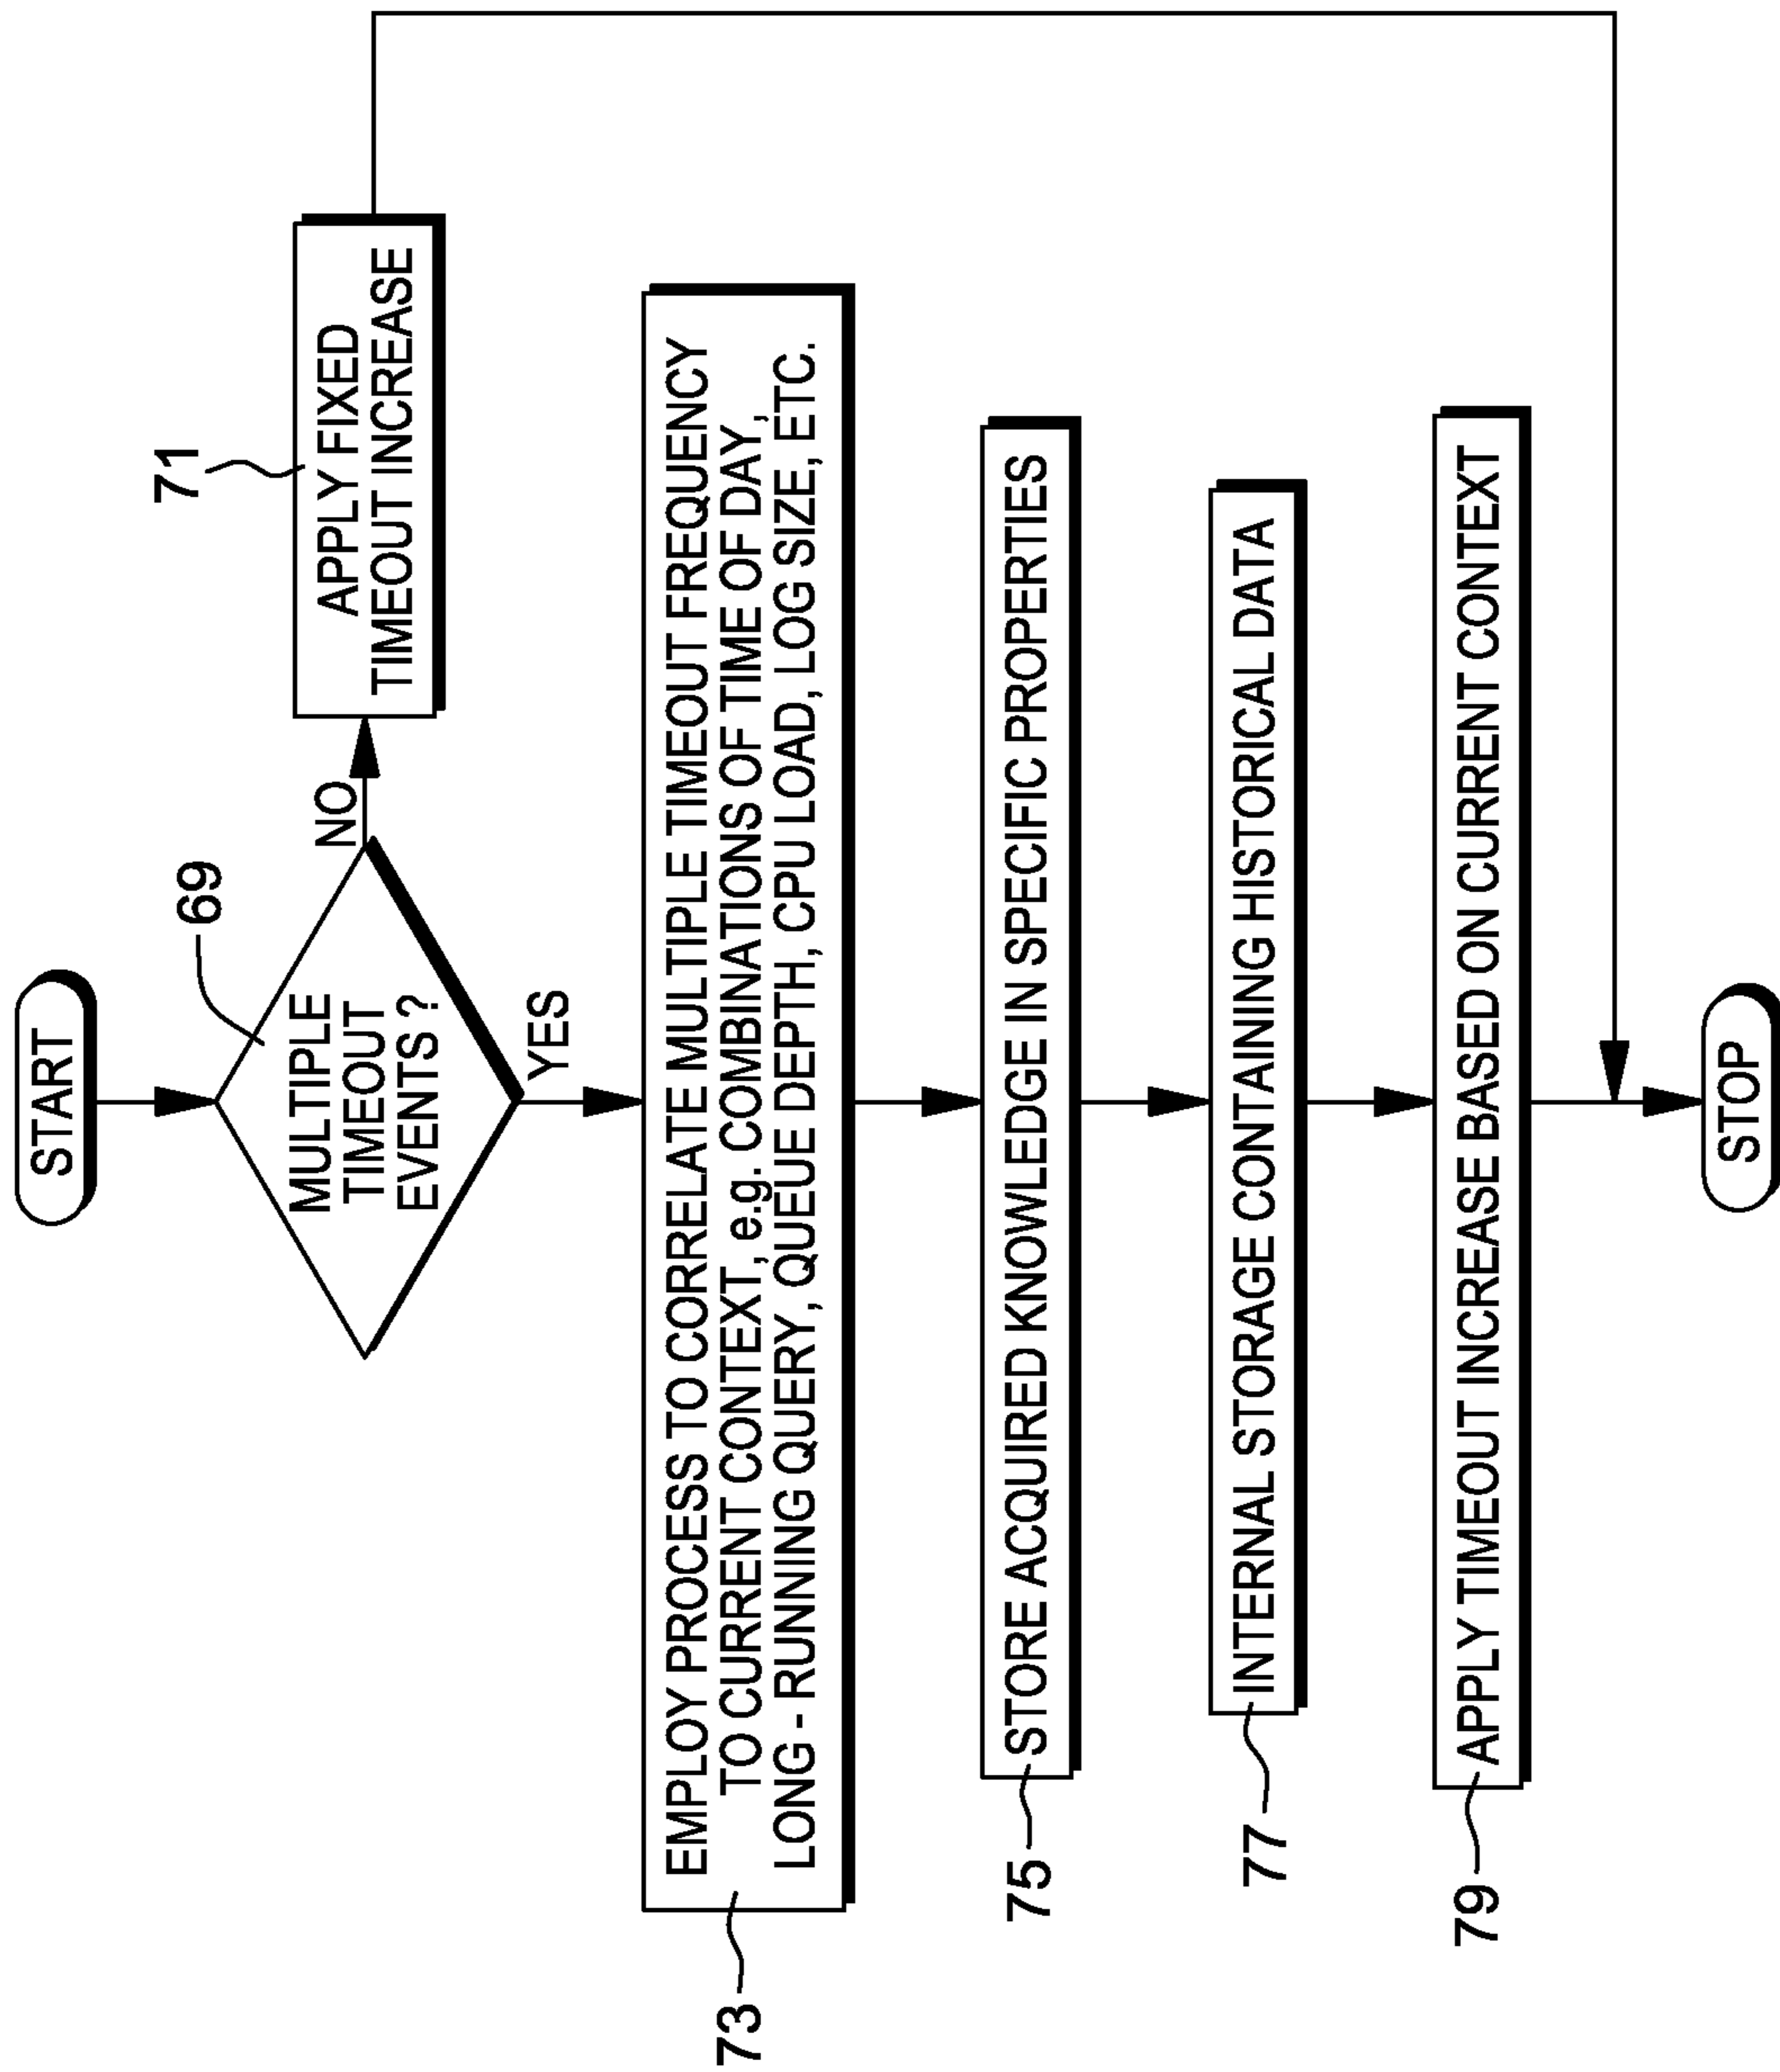 START
69
MULTIPLE
TIMEOUT
EVENTS ?
NO
71
APPLY FIXED
TIMEOUT INCREASE
YES
73
EMPLOY PROCESS TO CORRELATE MULTIPLE TIMEOUT FREQUENCY
TO CURRENT CONTEXT, e.g. COMBINATIONS OF TIME OF DAY,
LONG - RUNNING QUERY, QUEUE DEPTH, CPU LOAD, LOG SIZE, ETC.
75
STORE ACQUIRED KNOWLEDGE IN SPECIFIC PROPERTIES
77
INTERNAL STORAGE CONTAINING HISTORICAL DATA
79
APPLY TIMEOUT INCREASE BASED ON CURRENT CONTEXT
STOP